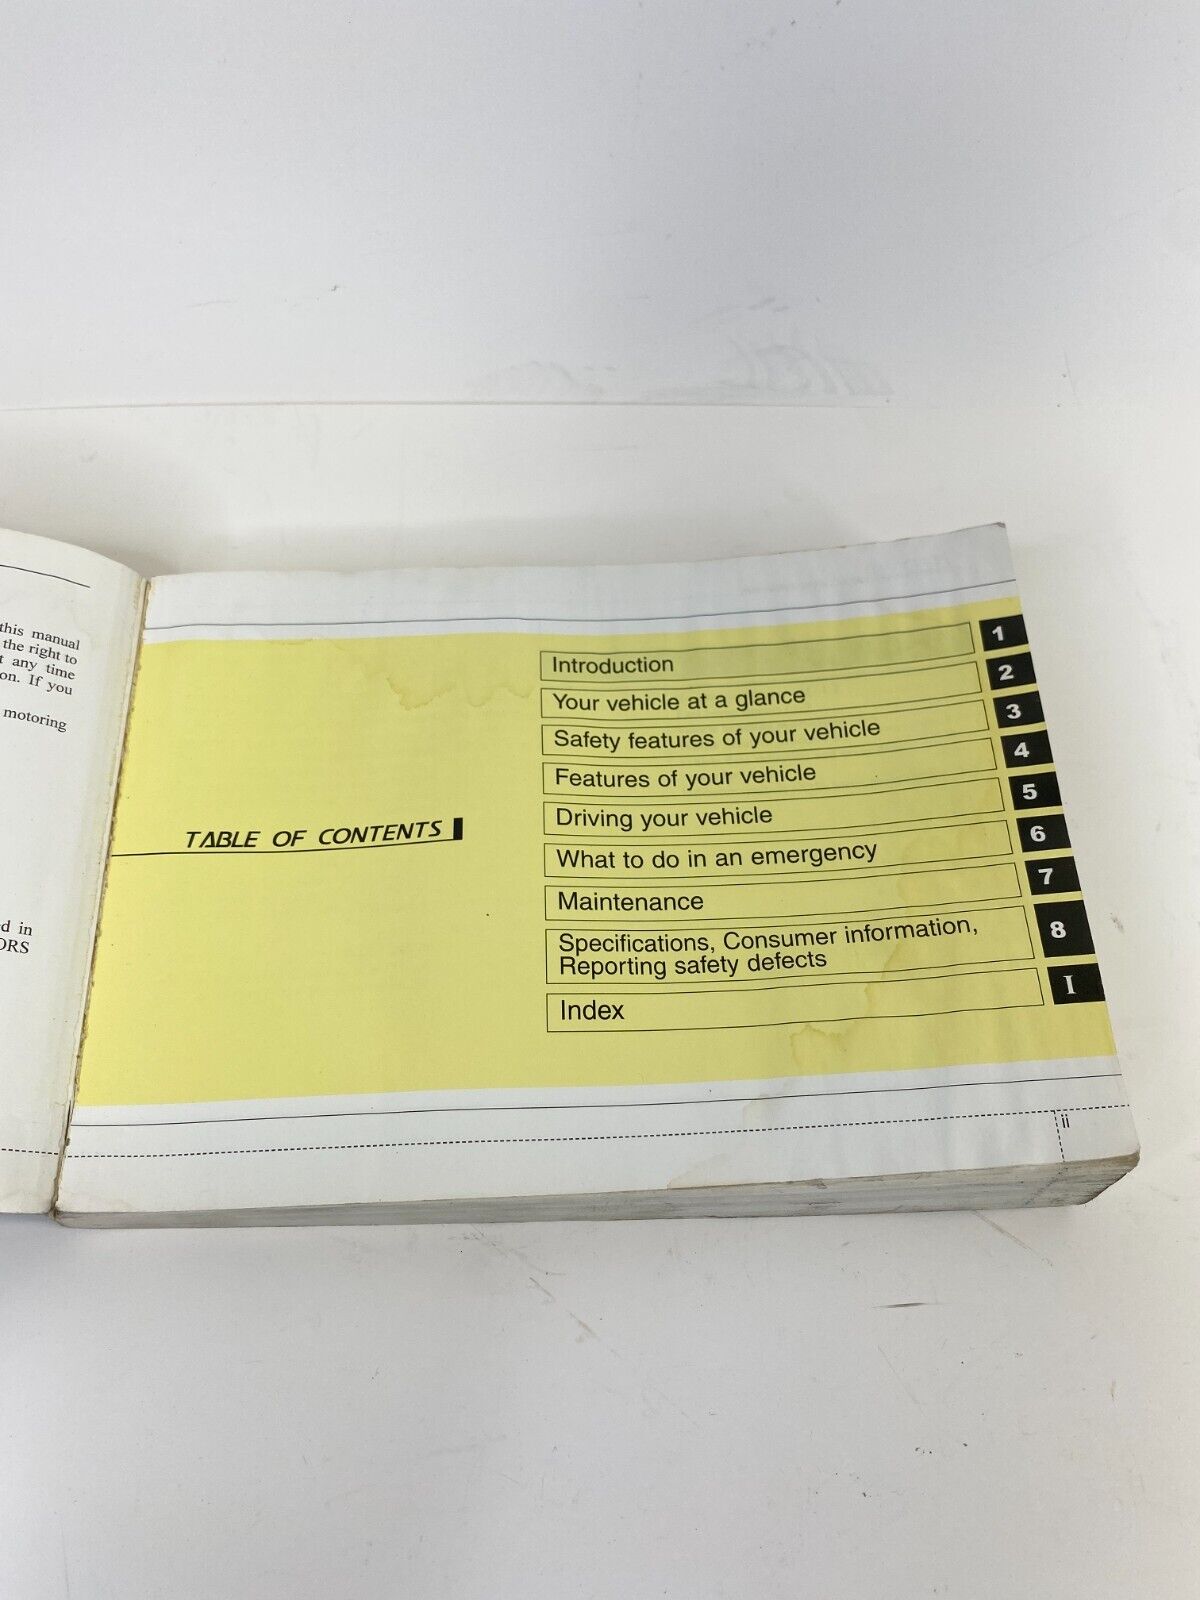 this manual
the right to
any time
on. If you
motoring
d in
ORS
TABLE OF CONTENTS
Introduction 1
Your vehicle at a glance 2
Safety features of your vehicle 3
Features of your vehicle 4
Driving your vehicle 5
What to do in an emergency 6
Maintenance 7
Specifications, Consumer information,
Reporting safety defects 8
Index I
ii